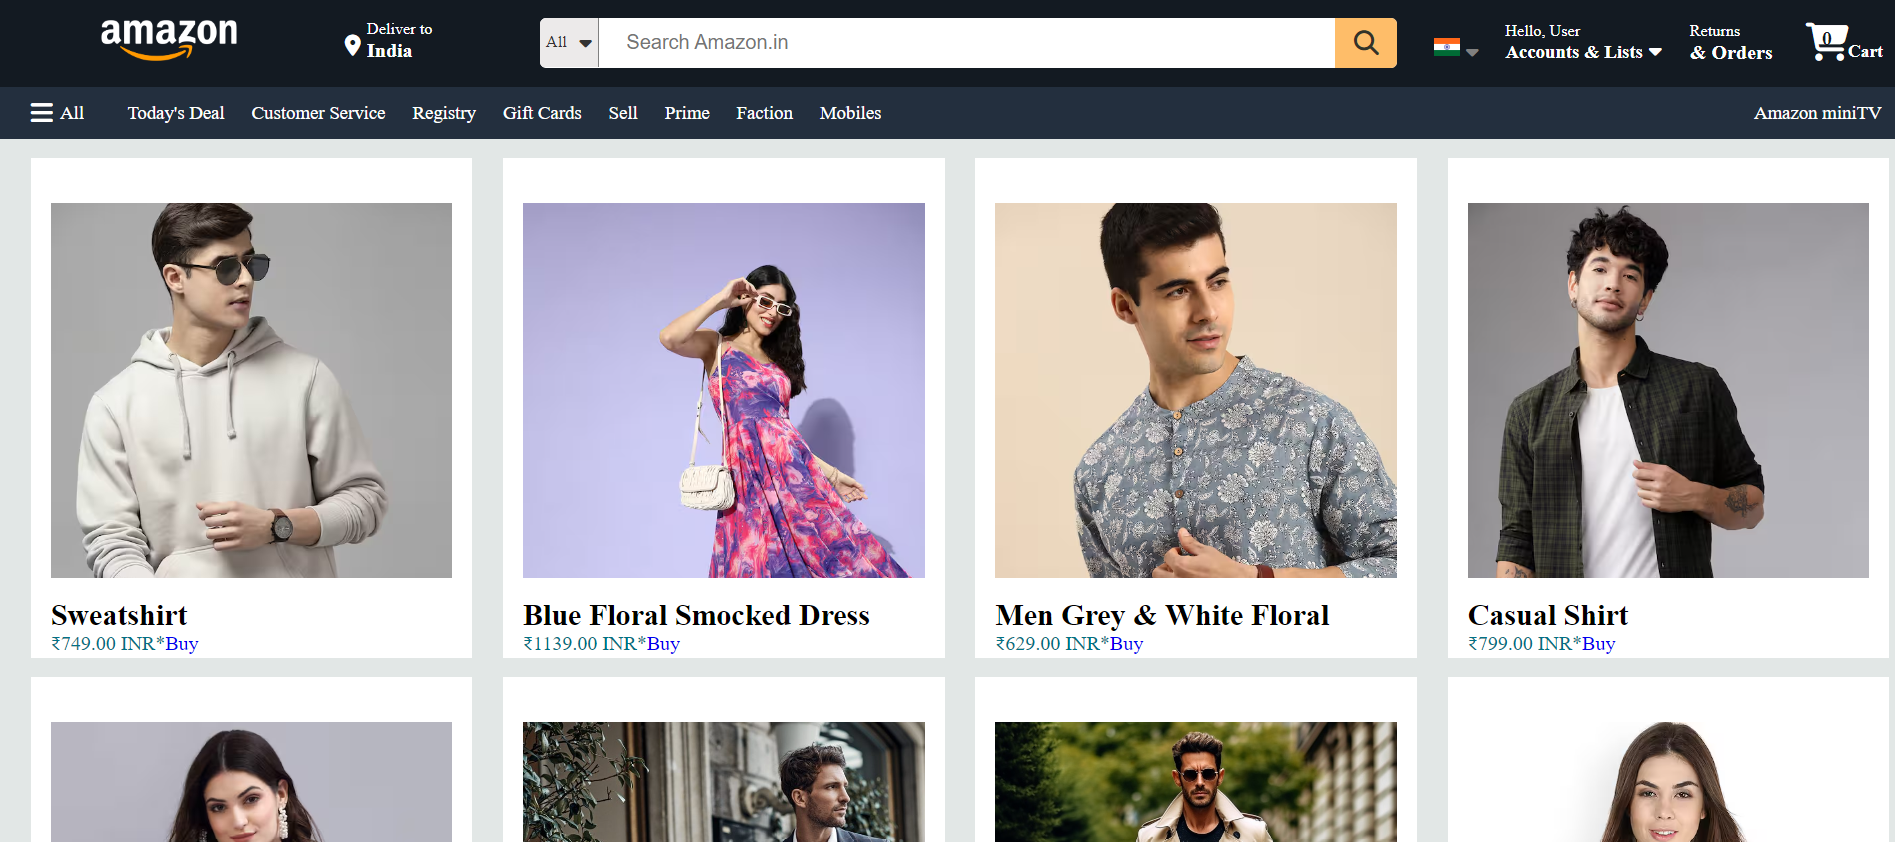 amazon
Deliver to
India
All
Search Amazon.in
Hello, User
Accounts & Lists
Returns
& Orders
0
Cart
All
Today's Deal
Customer Service
Registry
Gift Cards
Sell
Prime
Faction
Mobiles
Amazon miniTV
Sweatshirt
₹749.00 INR*Buy
Blue Floral Smocked Dress
₹1139.00 INR*Buy
Men Grey & White Floral
₹629.00 INR*Buy
Casual Shirt
₹799.00 INR*Buy